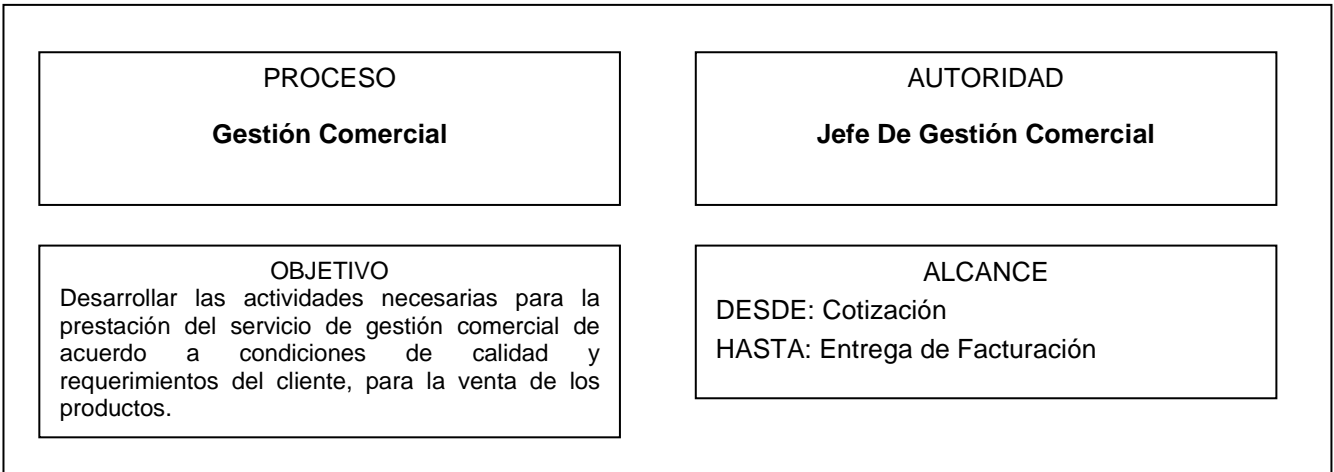 PROCESO
Gestión Comercial
AUTORIDAD
Jefe De Gestión Comercial
OBJETIVO
Desarrollar las actividades necesarias para la
prestación del servicio de gestión comercial de
acuerdo a condiciones de calidad y
requerimientos del cliente, para la venta de los
productos.
ALCANCE
DESDE: Cotización
HASTA: Entrega de Facturación